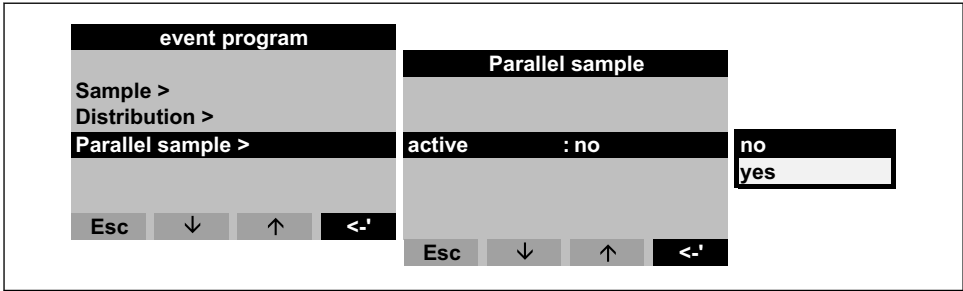 event program
Sample >
Distribution >
Parallel sample >
Esc ↓ ↑ <-'
Parallel sample
active : no
Esc ↓ ↑ <-'
no
yes